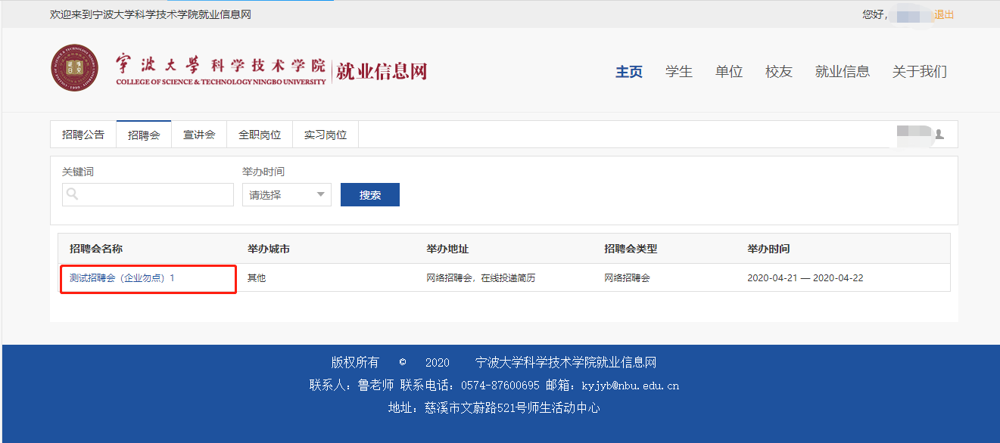 欢迎来到宁波大学科学技术学院就业信息网
您好， 退出
宁波大学科学技术学院 就业信息网
COLLEGE OF SCIENCE & TECHNOLOGY NINGBO UNIVERSITY
主页 学生 单位 校友 就业信息 关于我们
招聘公告 招聘会 宣讲会 全职岗位 实习岗位
关键词 举办时间
请选择 搜索
招聘会名称 举办城市 举办地址 招聘会类型 举办时间
测试招聘会（企业勿点）1 其他 网络招聘会，在线投递简历 网络招聘会 2020-04-21 — 2020-04-22
版权所有 © 2020 宁波大学科学技术学院就业信息网
联系人：鲁老师 联系电话：0574-87600695 邮箱：kyjyb@nbu.edu.cn
地址：慈溪市文蔚路521号师生活动中心